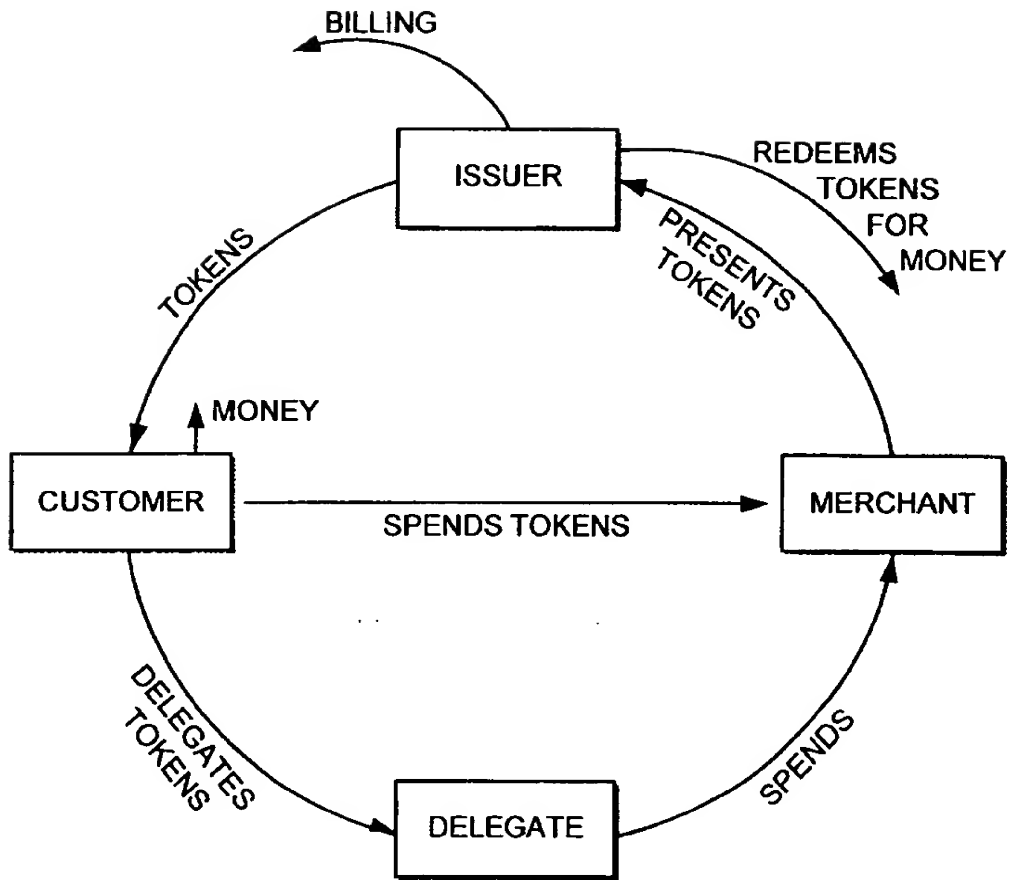 BILLING
ISSUER
REDEEMS
TOKENS
FOR
MONEY
PRESENTS
TOKENS
TOKENS
MONEY
CUSTOMER
SPENDS TOKENS
MERCHANT
DELEGATES
TOKENS
DELEGATE
SPENDS